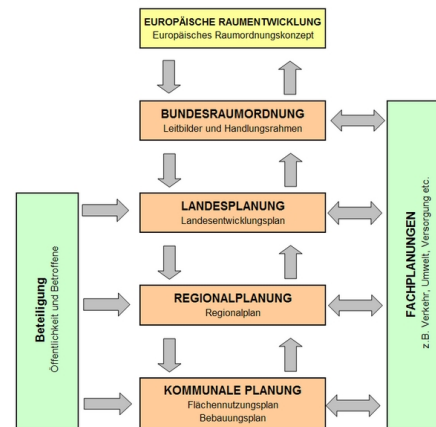 EUROPÄISCHE RAUMENTWICKLUNG
Europäisches Raumordnungskonzept
BUNDESRAUMORDNUNG
Leitbilder und Handlungsrahmen
LANDESPLANUNG
Landesentwicklungsplan
REGIONALPLANUNG
Regionalplan
KOMMUNALE PLANUNG
Flächennutzungsplan
Bebauungsplan
Beteiligung
Öffentlichkeit und Betroffene
FACHPLANUNGEN
z.B. Verkehr, Umwelt, Versorgung etc.